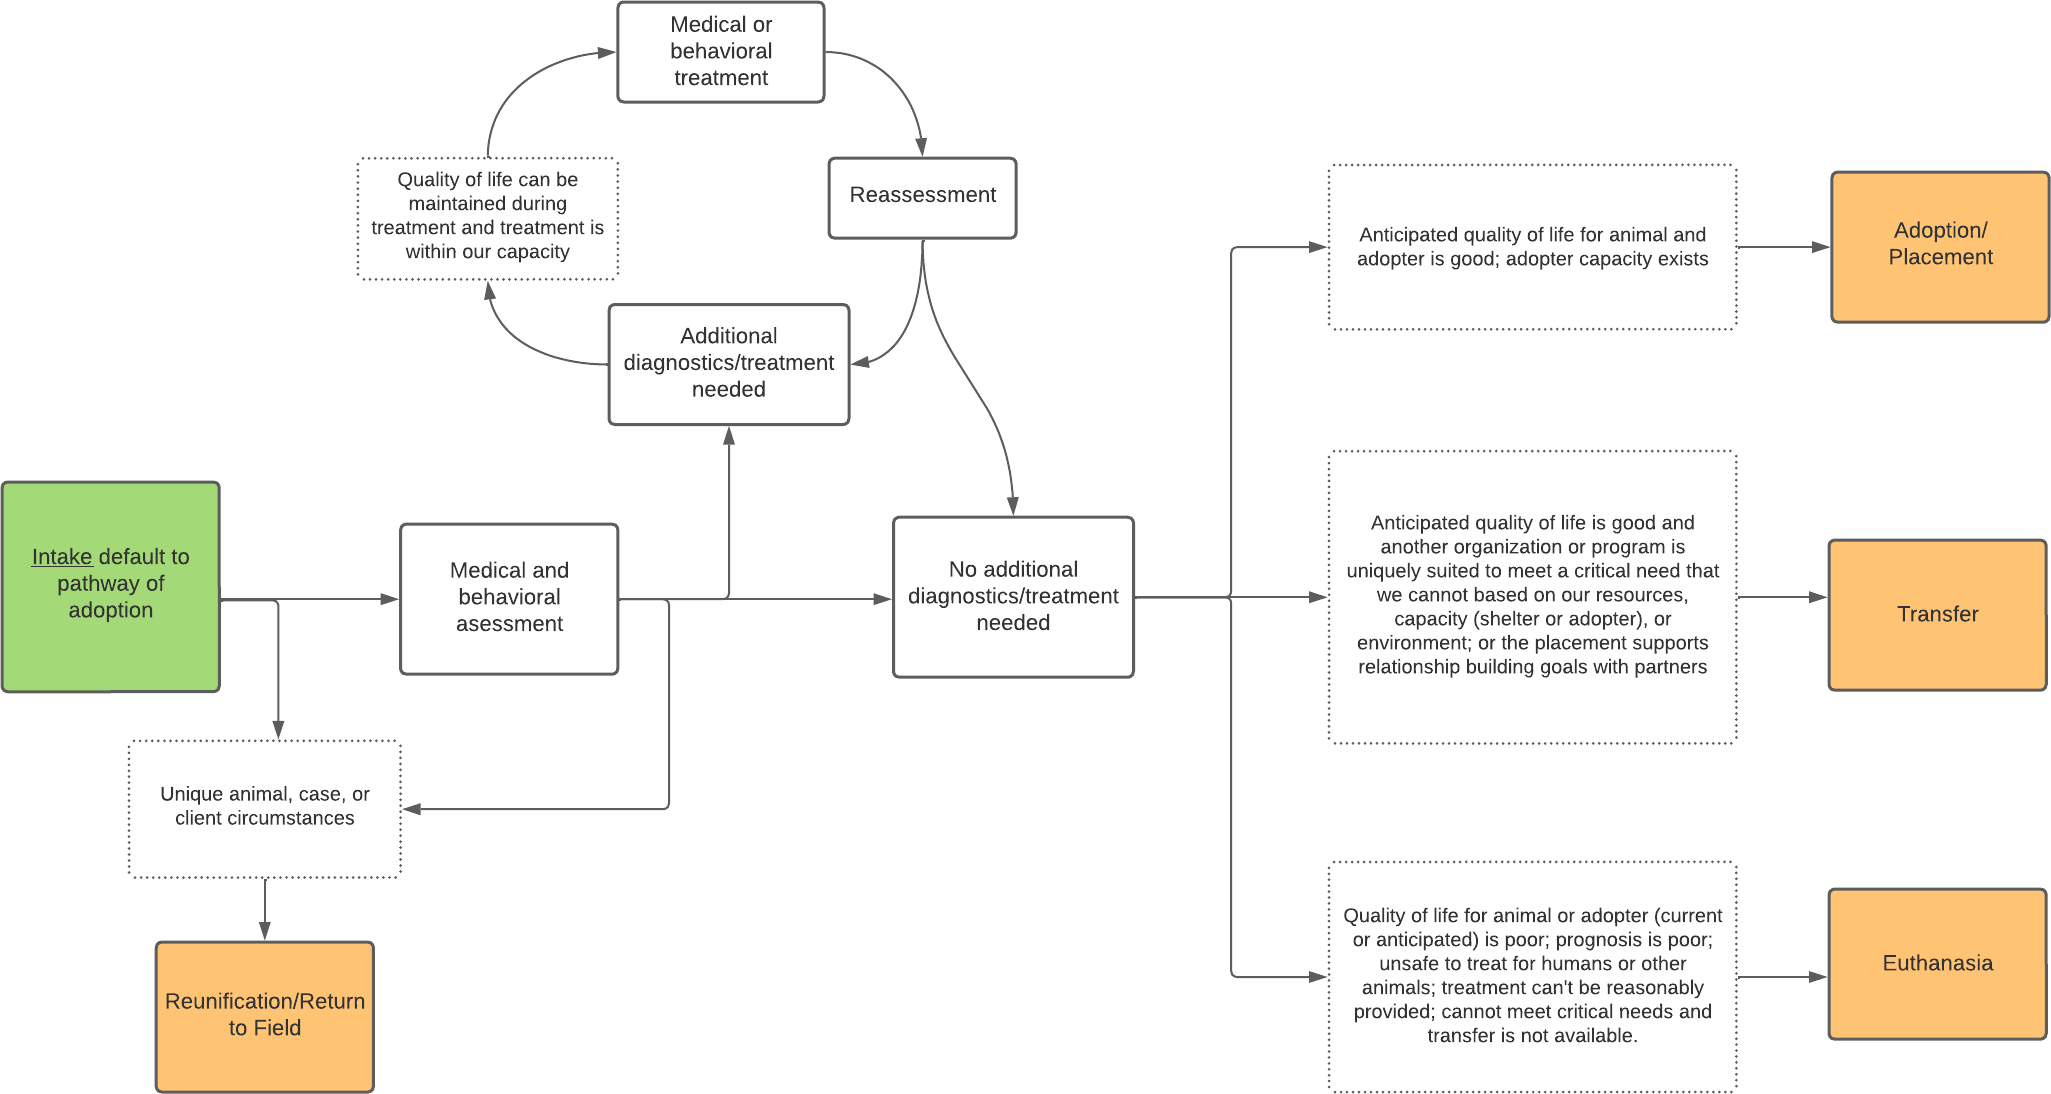 Medical or
behavioral
treatment
Quality of life can be
maintained during
treatment and treatment is
within our capacity
Reassessment
Additional
diagnostics/treatment
needed
Intake default to
pathway of
adoption
Medical and
behavioral
asessment
No additional
diagnostics/treatment
needed
Unique animal, case, or
client circumstances
Reunification/Return
to Field
Anticipated quality of life for animal and
adopter is good; adopter capacity exists
Adoption/
Placement
Anticipated quality of life is good and
another organization or program is
uniquely suited to meet a critical need that
we cannot based on our resources,
capacity (shelter or adopter), or
environment; or the placement supports
relationship building goals with partners
Transfer
Quality of life for animal or adopter (current
or anticipated) is poor; prognosis is poor;
unsafe to treat for humans or other
animals; treatment can't be reasonably
provided; cannot meet critical needs and
transfer is not available.
Euthanasia